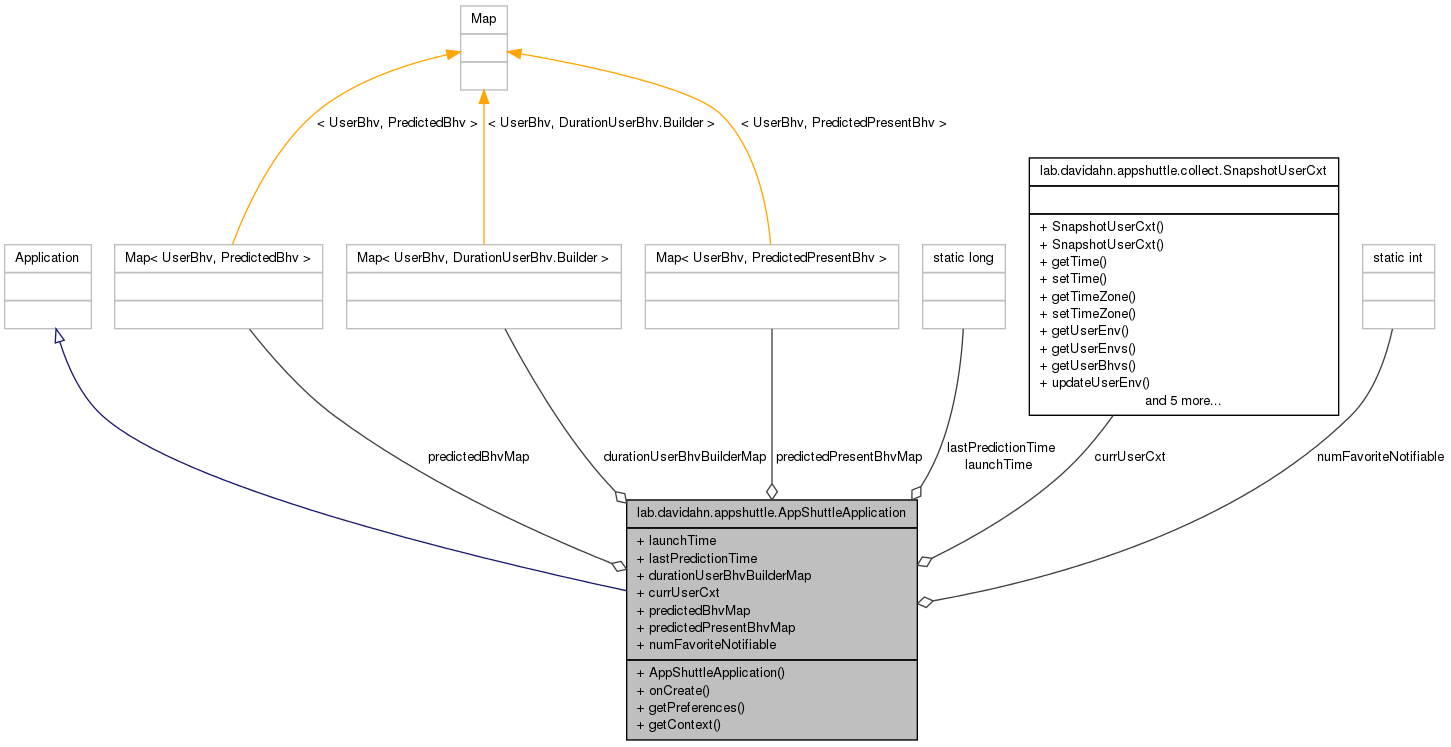 Map
< UserBhv, PredictedBhv >
< UserBhv, DurationUserBhv.Builder >
< UserBhv, PredictedPresentBhv >
lab.davidahn.appshuttle.collect.SnapshotUserCxt
+ SnapshotUserCxt()
+ SnapshotUserCxt()
+ getTime()
+ setTime()
+ getTimeZone()
+ setTimeZone()
+ getUserEnv()
+ getUserEnvs()
+ getUserBhvs()
+ updateUserEnv()
and 5 more...
Application
Map< UserBhv, PredictedBhv >
Map< UserBhv, DurationUserBhv.Builder >
Map< UserBhv, PredictedPresentBhv >
static long
static int
predictedBhvMap
durationUserBhvBuilderMap
predictedPresentBhvMap
lastPredictionTime
launchTime
currUserCxt
numFavoriteNotifiable
lab.davidahn.appshuttle.AppShuttleApplication
+ launchTime
+ lastPredictionTime
+ durationUserBhvBuilderMap
+ currUserCxt
+ predictedBhvMap
+ predictedPresentBhvMap
+ numFavoriteNotifiable
+ AppShuttleApplication()
+ onCreate()
+ getPreferences()
+ getContext()